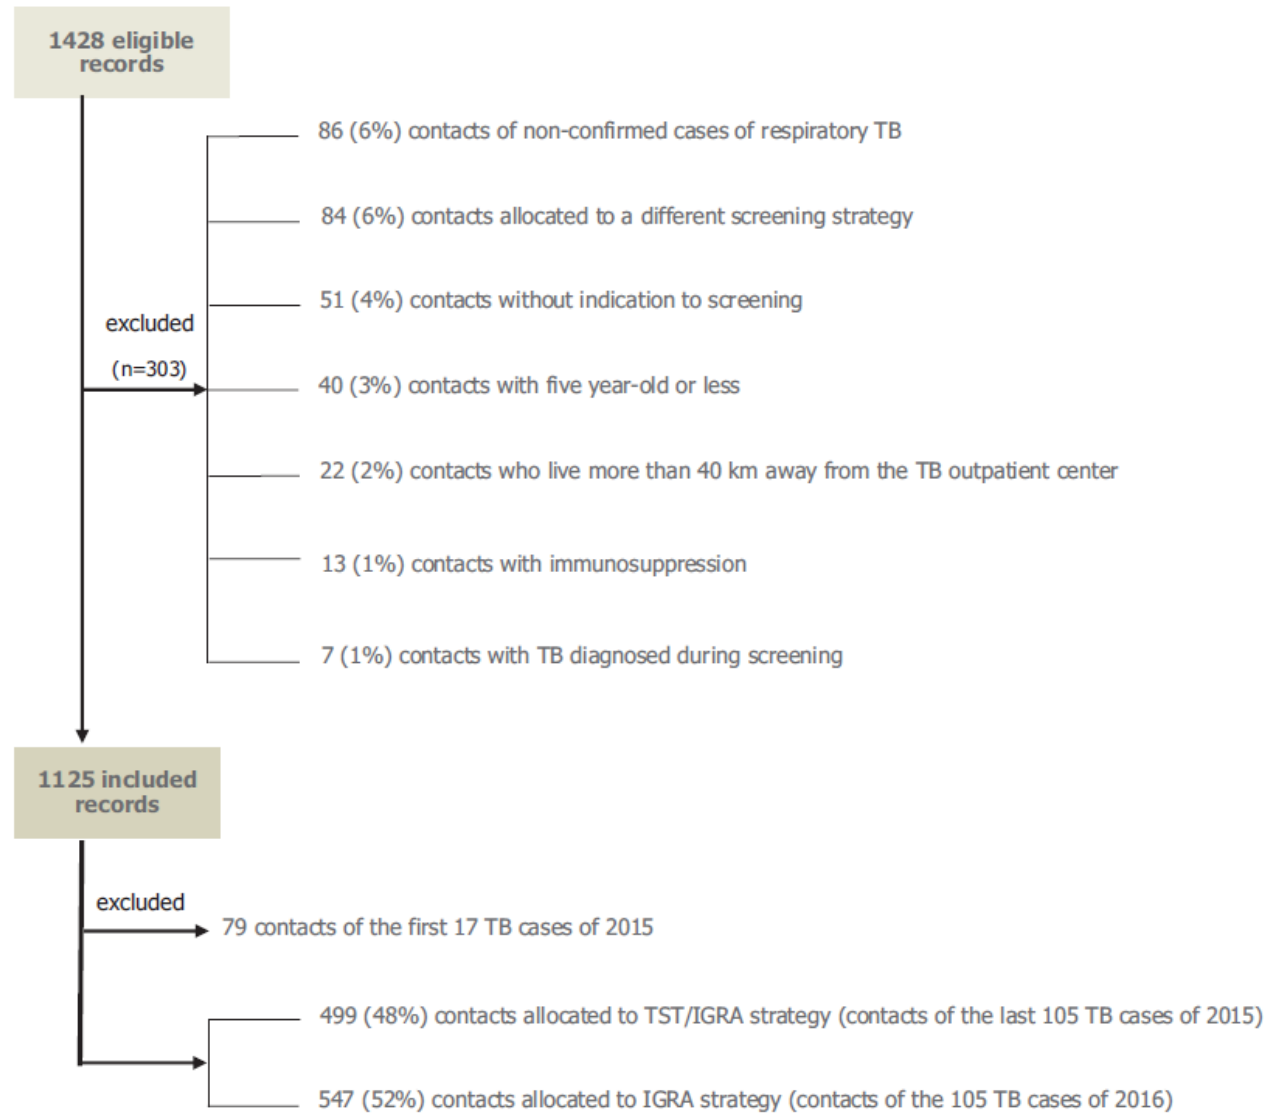 1428 eligible
records
86 (6%) contacts of non-confirmed cases of respiratory TB
84 (6%) contacts allocated to a different screening strategy
51 (4%) contacts without indication to screening
excluded
(n=303)
40 (3%) contacts with five year-old or less
22 (2%) contacts who live more than 40 km away from the TB outpatient center
13 (1%) contacts with immunosuppression
7 (1%) contacts with TB diagnosed during screening
1125 included
records
excluded
79 contacts of the first 17 TB cases of 2015
499 (48%) contacts allocated to TST/IGRA strategy (contacts of the last 105 TB cases of 2015)
547 (52%) contacts allocated to IGRA strategy (contacts of the 105 TB cases of 2016)